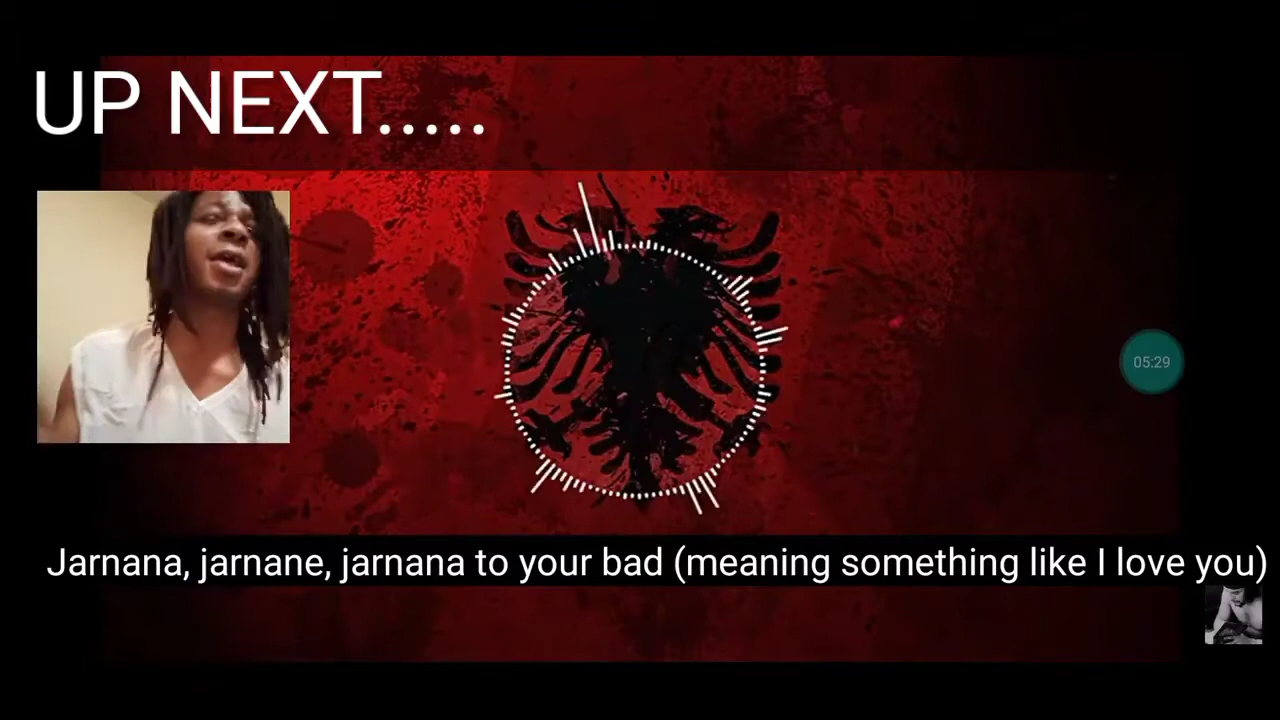 UP NEXT.....
05:29
Jarnana, jarnane, jarnana to your bad (meaning something like I love you)